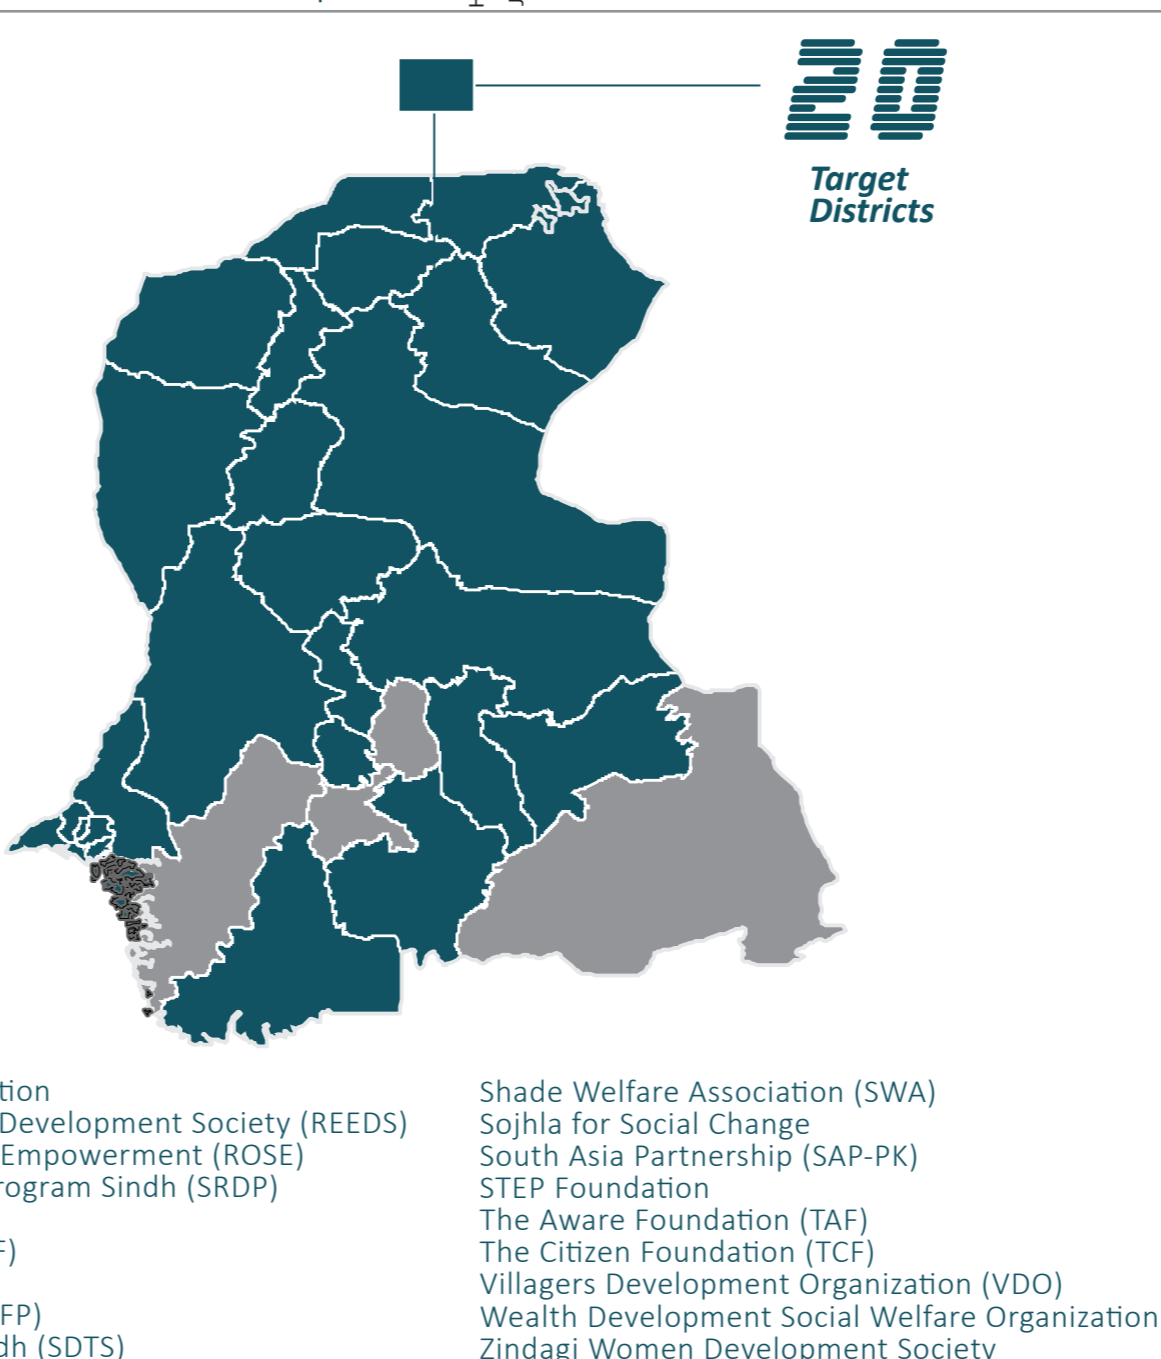 20
Target
Districts
tion
Development Society (REEDS)
Empowerment (ROSE)
rogram Sindh (SRDP)
F)
FP)
dh (SDTS)
Shade Welfare Association (SWA)
Sojhla for Social Change
South Asia Partnership (SAP-PK)
STEP Foundation
The Aware Foundation (TAF)
The Citizen Foundation (TCF)
Villagers Development Organization (VDO)
Wealth Development Social Welfare Organization
Zindagi Women Development Society